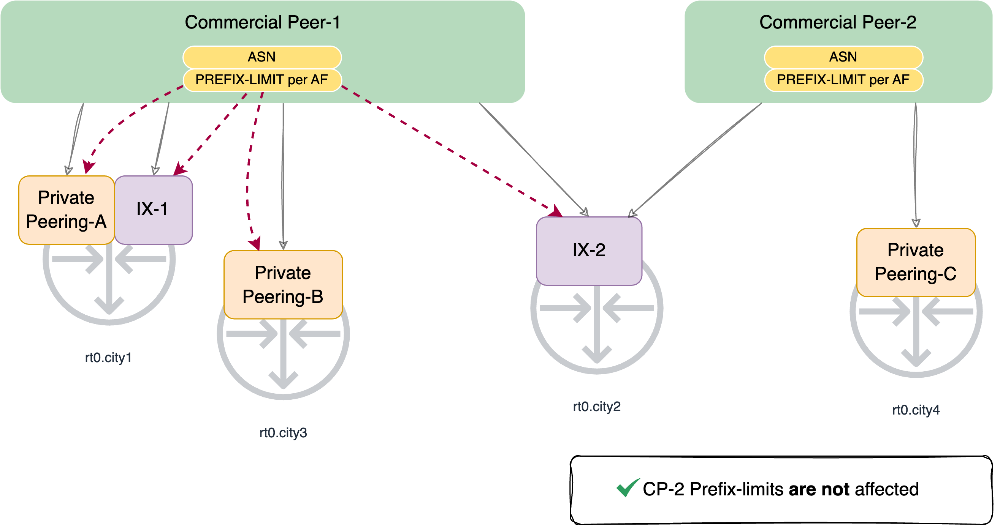 Commercial Peer-1
ASN
PREFIX-LIMIT per AF
Commercial Peer-2
ASN
PREFIX-LIMIT per AF
Private
Peering-A
IX-1
rt0.city1
Private
Peering-B
rt0.city3
IX-2
rt0.city2
Private
Peering-C
rt0.city4
CP-2 Prefix-limits are not affected